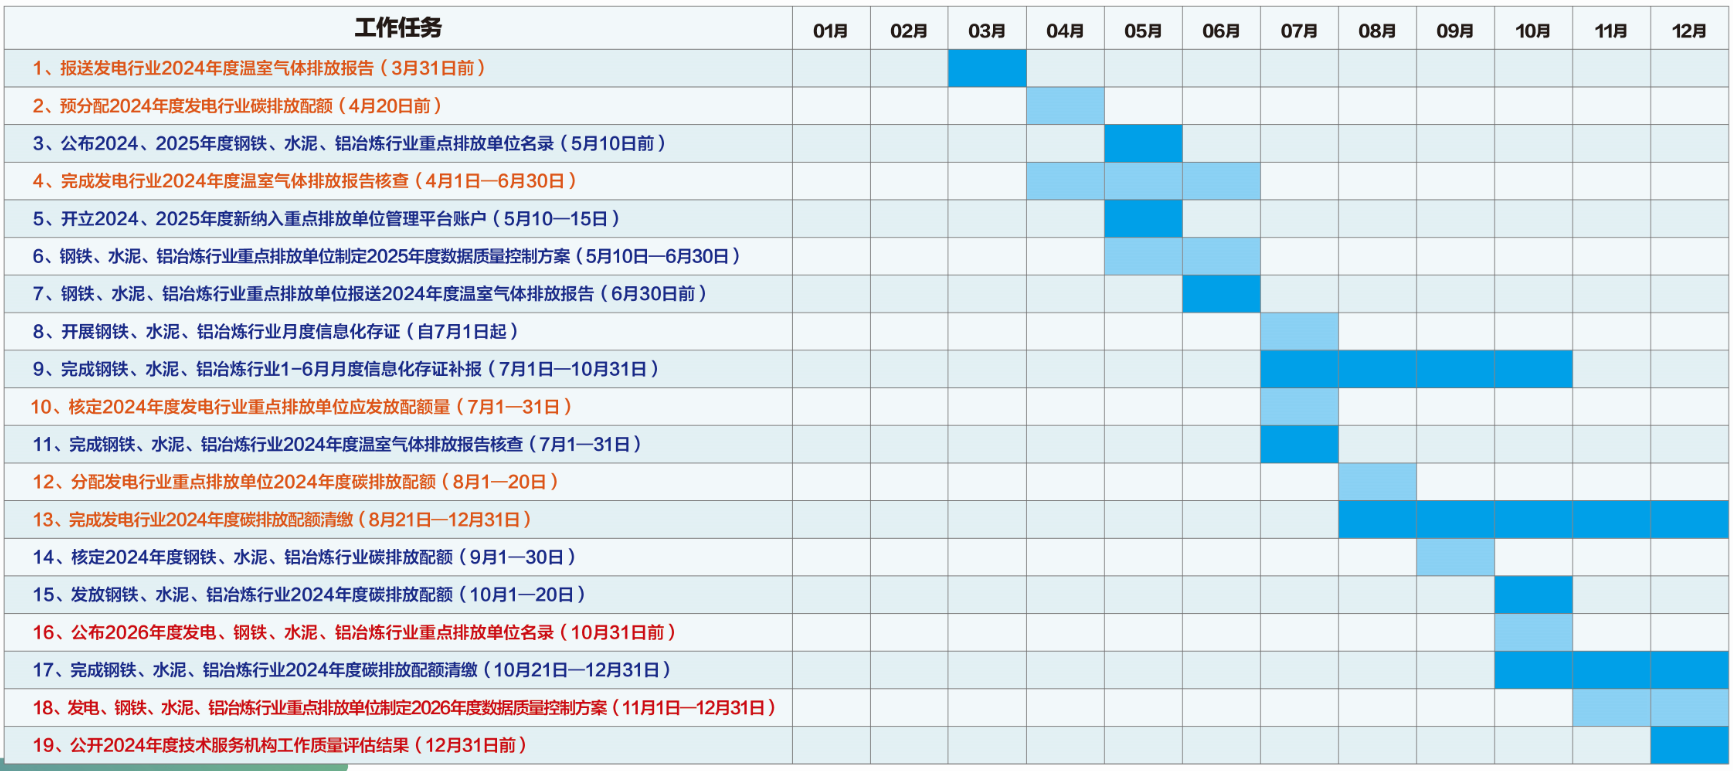 工作任务 01月 02月 03月 04月 05月 06月 07月 08月 09月 10月 11月 12月
1、报送发电行业2024年度温室气体排放报告（3月31日前）
2、预分配2024年度发电行业碳排放配额（4月20日前）
3、公布2024、2025年度钢铁、水泥、铝冶炼行业重点排放单位名录（5月10日前）
4、完成发电行业2024年度温室气体排放报告核查（4月1日—6月30日）
5、开立2024、2025年度新纳入重点排放单位管理平台账户（5月10—15日）
6、钢铁、水泥、铝冶炼行业重点排放单位制定2025年度数据质量控制方案（5月10日—6月30日）
7、钢铁、水泥、铝冶炼行业重点排放单位报送2024年度温室气体排放报告（6月30日前）
8、开展钢铁、水泥、铝冶炼行业月度信息化存证（自7月1日起）
9、完成钢铁、水泥、铝冶炼行业1-6月月度信息化存证补报（7月1日—10月31日）
10、核定2024年度发电行业重点排放单位应发放配额量（7月1—31日）
11、完成钢铁、水泥、铝冶炼行业2024年度温室气体排放报告核查（7月1—31日）
12、分配发电行业重点排放单位2024年度碳排放配额（8月1—20日）
13、完成发电行业2024年度碳排放配额清缴（8月21日—12月31日）
14、核定2024年度钢铁、水泥、铝冶炼行业碳排放配额（9月1—30日）
15、发放钢铁、水泥、铝冶炼行业2024年度碳排放配额（10月1—20日）
16、公布2026年度发电、钢铁、水泥、铝冶炼行业重点排放单位名录（10月31日前）
17、完成钢铁、水泥、铝冶炼行业2024年度碳排放配额清缴（10月21日—12月31日）
18、发电、钢铁、水泥、铝冶炼行业重点排放单位制定2026年度数据质量控制方案（11月1日—12月31日）
19、公开2024年度技术服务机构工作质量评估结果（12月31日前）